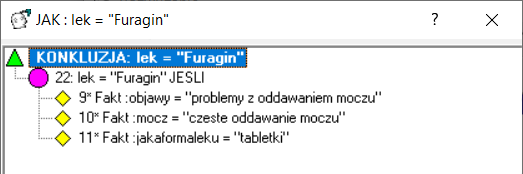 JAK : lek = "Furagin"
KONKLUZJA: lek = "Furagin"
22: lek = "Furagin" JESLI
9* Fakt :objawy = "problemy z oddawaniem moczu"
10* Fakt :mocz = "czeste oddawanie moczu"
11* Fakt :jakaformaleku = "tabletki"